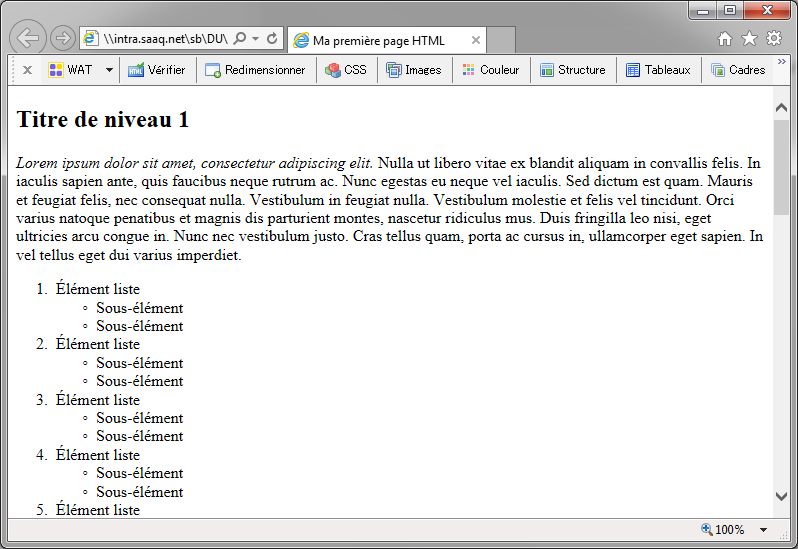 \\intra.saaq.net\sb\DU\
Ma première page HTML
WAT Vérifier Redimensionner CSS Images Couleur Structure Tableaux Cadres
Titre de niveau 1
Lorem ipsum dolor sit amet, consectetur adipiscing elit. Nulla ut libero vitae ex blandit aliquam in convallis felis. In
iaculis sapien ante, quis faucibus neque rutrum ac. Nunc egestas eu neque vel iaculis. Sed dictum est quam. Mauris
et feugiat felis, nec consequat nulla. Vestibulum in feugiat nulla. Vestibulum molestie et felis vel tincidunt. Orci
varius natoque penatibus et magnis dis parturient montes, nascetur ridiculus mus. Duis fringilla leo nisi, eget
ultricies arcu congue in. Nunc nec vestibulum justo. Cras tellus quam, porta ac cursus in, ullamcorper eget sapien. In
vel tellus eget dui varius imperdiet.
1. Élément liste
◦ Sous-élément
◦ Sous-élément
2. Élément liste
◦ Sous-élément
◦ Sous-élément
3. Élément liste
◦ Sous-élément
◦ Sous-élément
4. Élément liste
◦ Sous-élément
◦ Sous-élément
5. Élément liste
100%